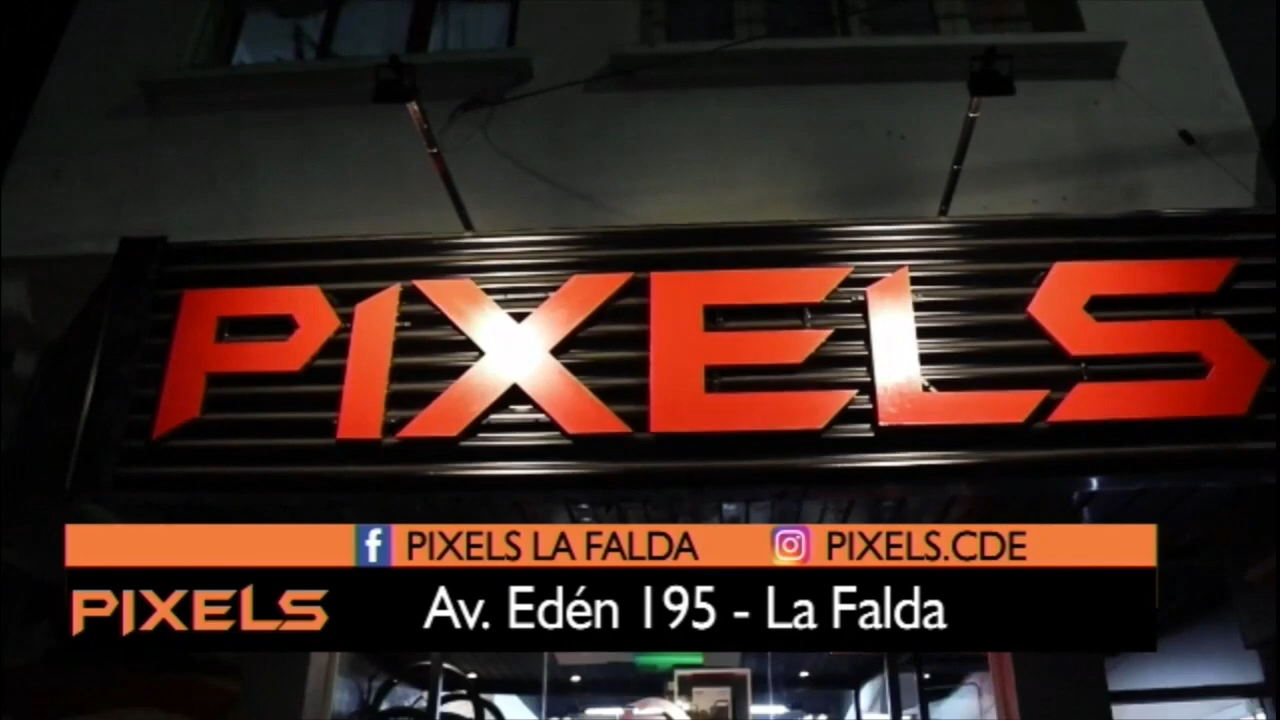 PIXELS
PIXELS LA FALDA PIXELS.CDE
PIXELS
Av. Edén 195 - La Falda